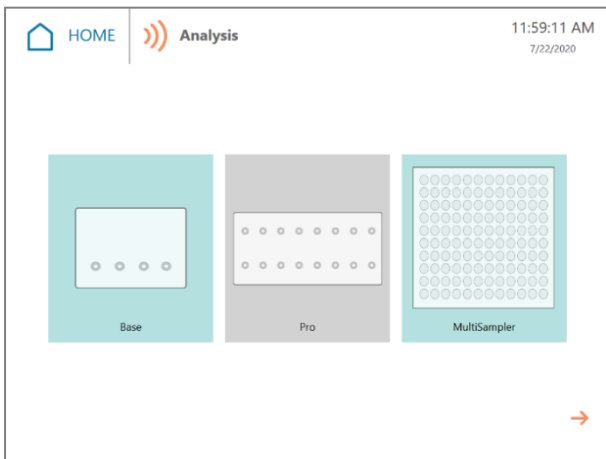 HOME
Analysis
11:59:11 AM
7/22/2020
Base
Pro
MultiSampler